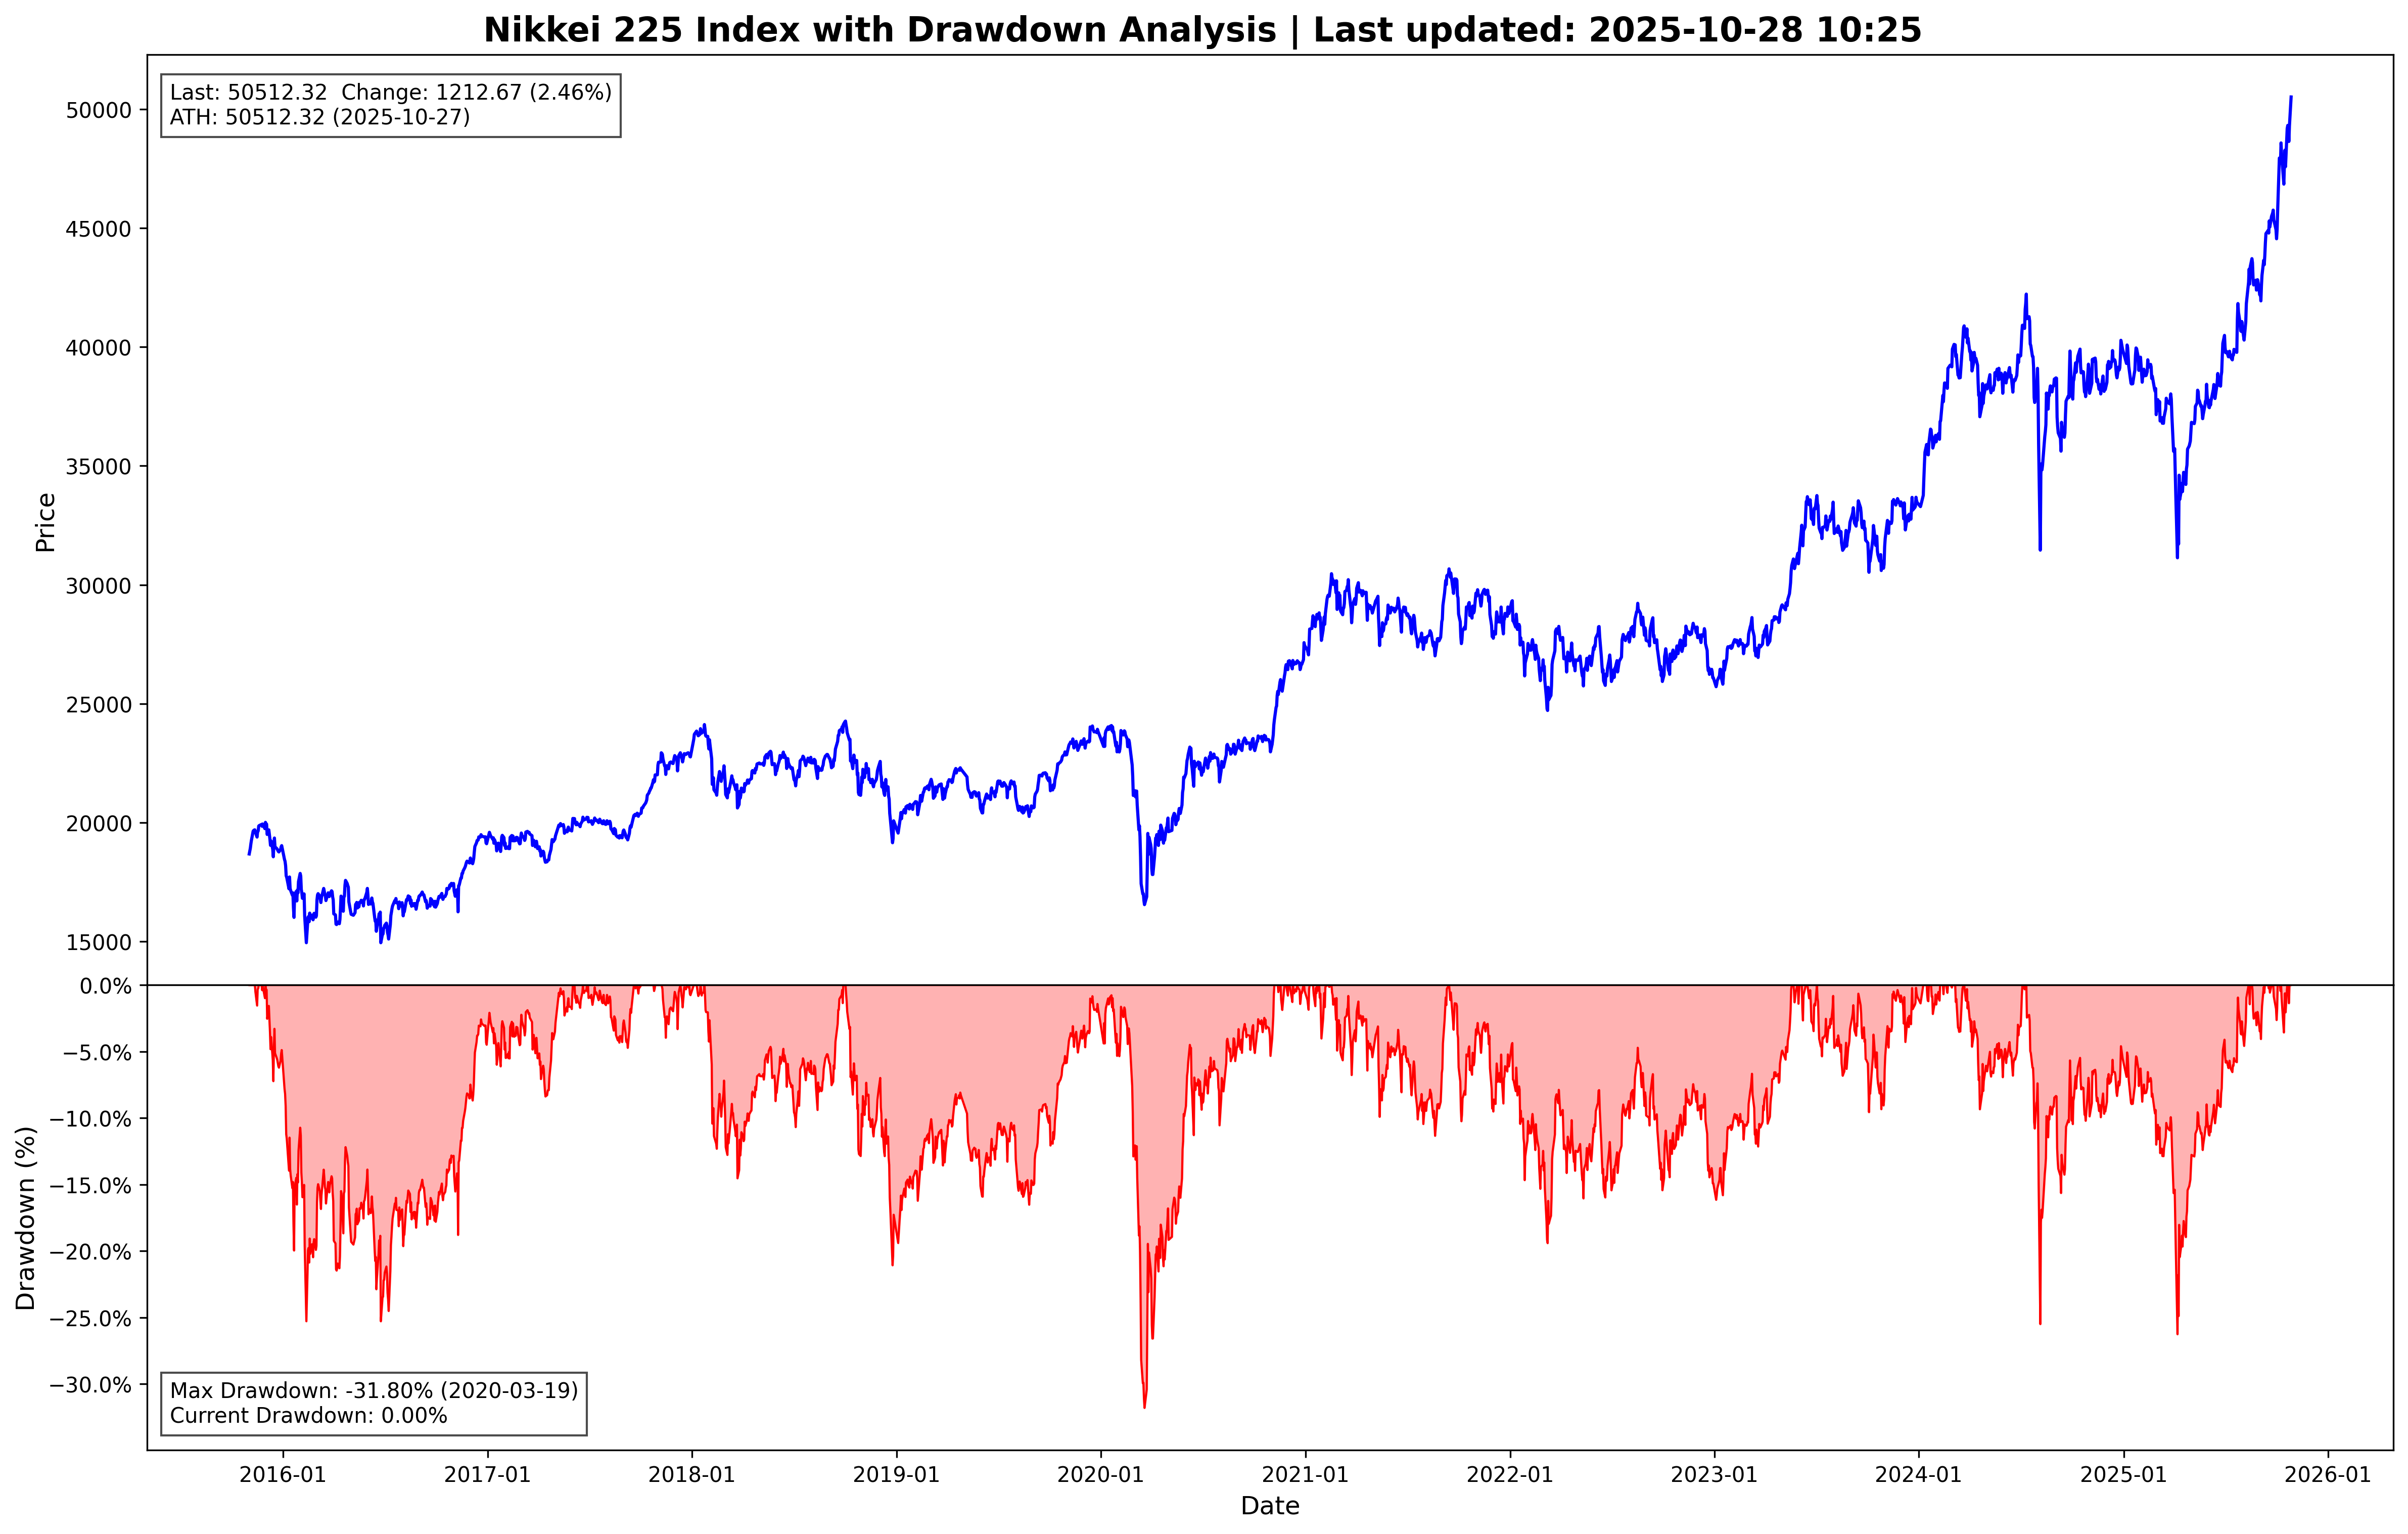 Nikkei 225 Index with Drawdown Analysis | Last updated: 2025-10-28 10:25
Last: 50512.32  Change: 1212.67 (2.46%)
ATH: 50512.32 (2025-10-27)
Price
50000
45000
40000
35000
30000
25000
20000
15000
Drawdown (%)
0.0%
−5.0%
−10.0%
−15.0%
−20.0%
−25.0%
−30.0%
Max Drawdown: -31.80% (2020-03-19)
Current Drawdown: 0.00%
2016-01 2017-01 2018-01 2019-01 2020-01 2021-01 2022-01 2023-01 2024-01 2025-01 2026-01
Date